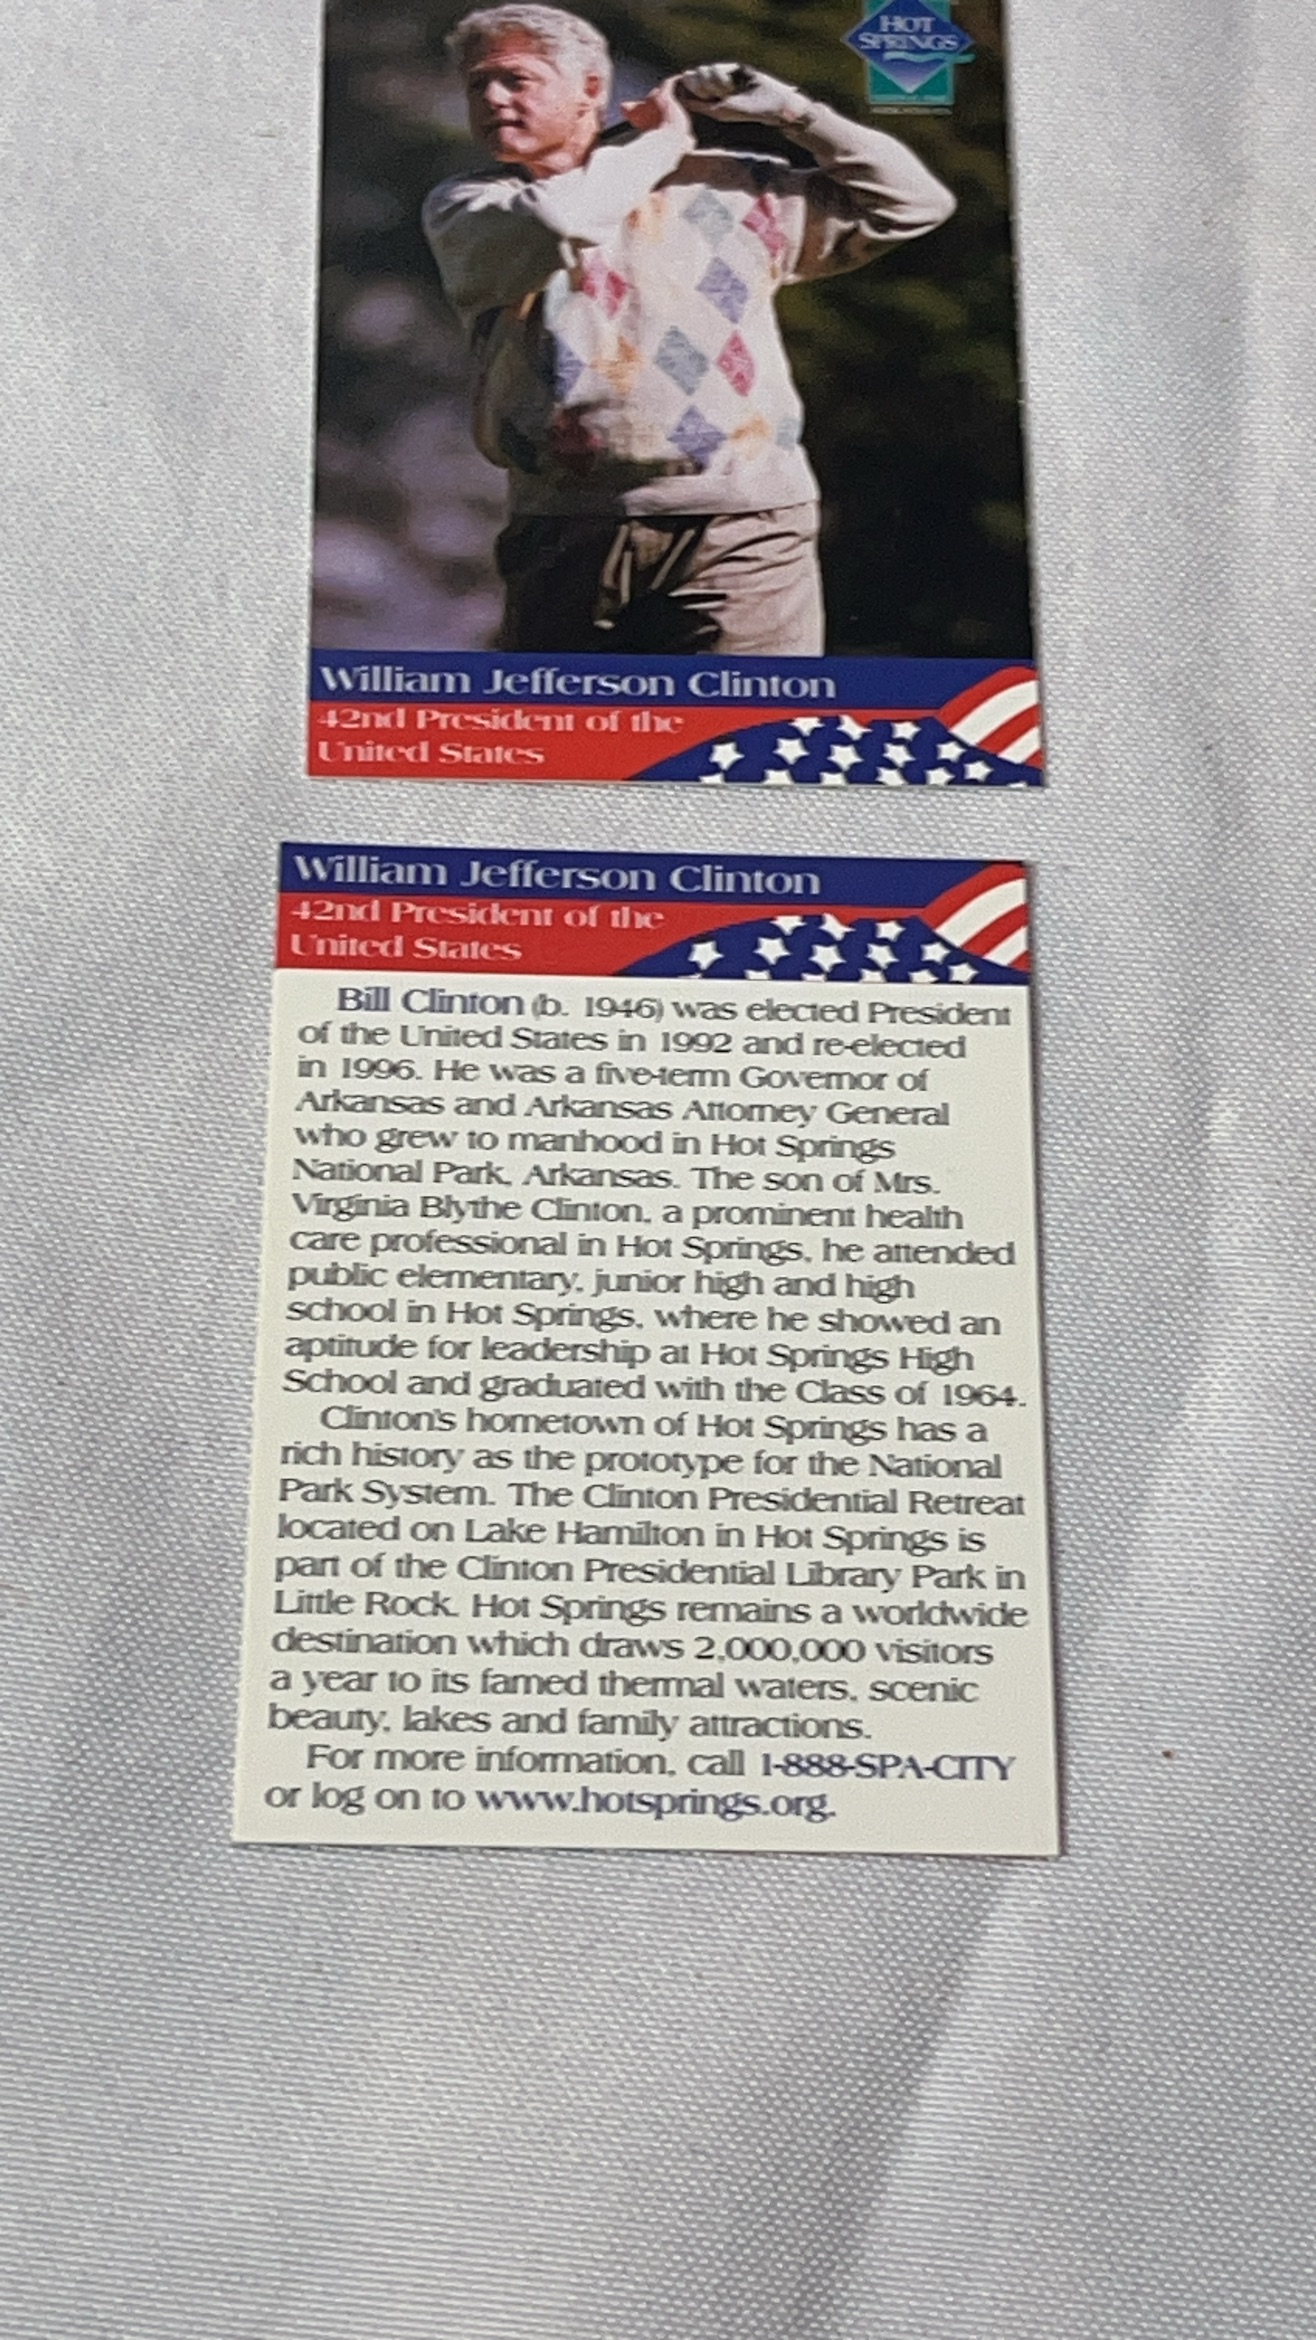 HOT
SPRINGS
William Jefferson Clinton
42nd President of the
United States
William Jefferson Clinton
42nd President of the
United States
Bill Clinton (b. 1946) was elected President
of the United States in 1992 and re-elected
in 1996. He was a five-term Governor of
Arkansas and Arkansas Attorney General
who grew to manhood in Hot Springs
National Park, Arkansas. The son of Mrs.
Virginia Blythe Clinton, a prominent health
care professional in Hot Springs, he attended
public elementary, junior high and high
school in Hot Springs, where he showed an
aptitude for leadership at Hot Springs High
School and graduated with the Class of 1964.
Clinton's hometown of Hot Springs has a
rich history as the prototype for the National
Park System. The Clinton Presidential Retreat
located on Lake Hamilton in Hot Springs is
part of the Clinton Presidential Library Park in
Little Rock. Hot Springs remains a worldwide
destination which draws 2,000,000 visitors
a year to its famed thermal waters, scenic
beauty, lakes and family attractions.
For more information, call 1-888-SPA-CITY
or log on to www.hotsprings.org.